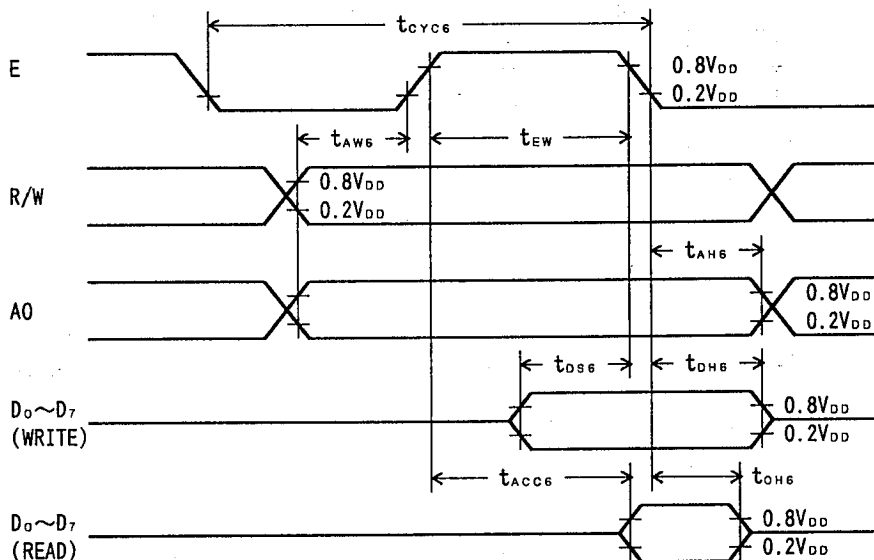 tCYC6
E
0.8VDD
0.2VDD
tAW6
tEW
R/W
0.8VDD
0.2VDD
tAH6
A0
0.8VDD
0.2VDD
tDS6
tDH6
D0~D7
(WRITE)
0.8VDD
0.2VDD
tACC6
tOH6
D0~D7
(READ)
0.8VDD
0.2VDD